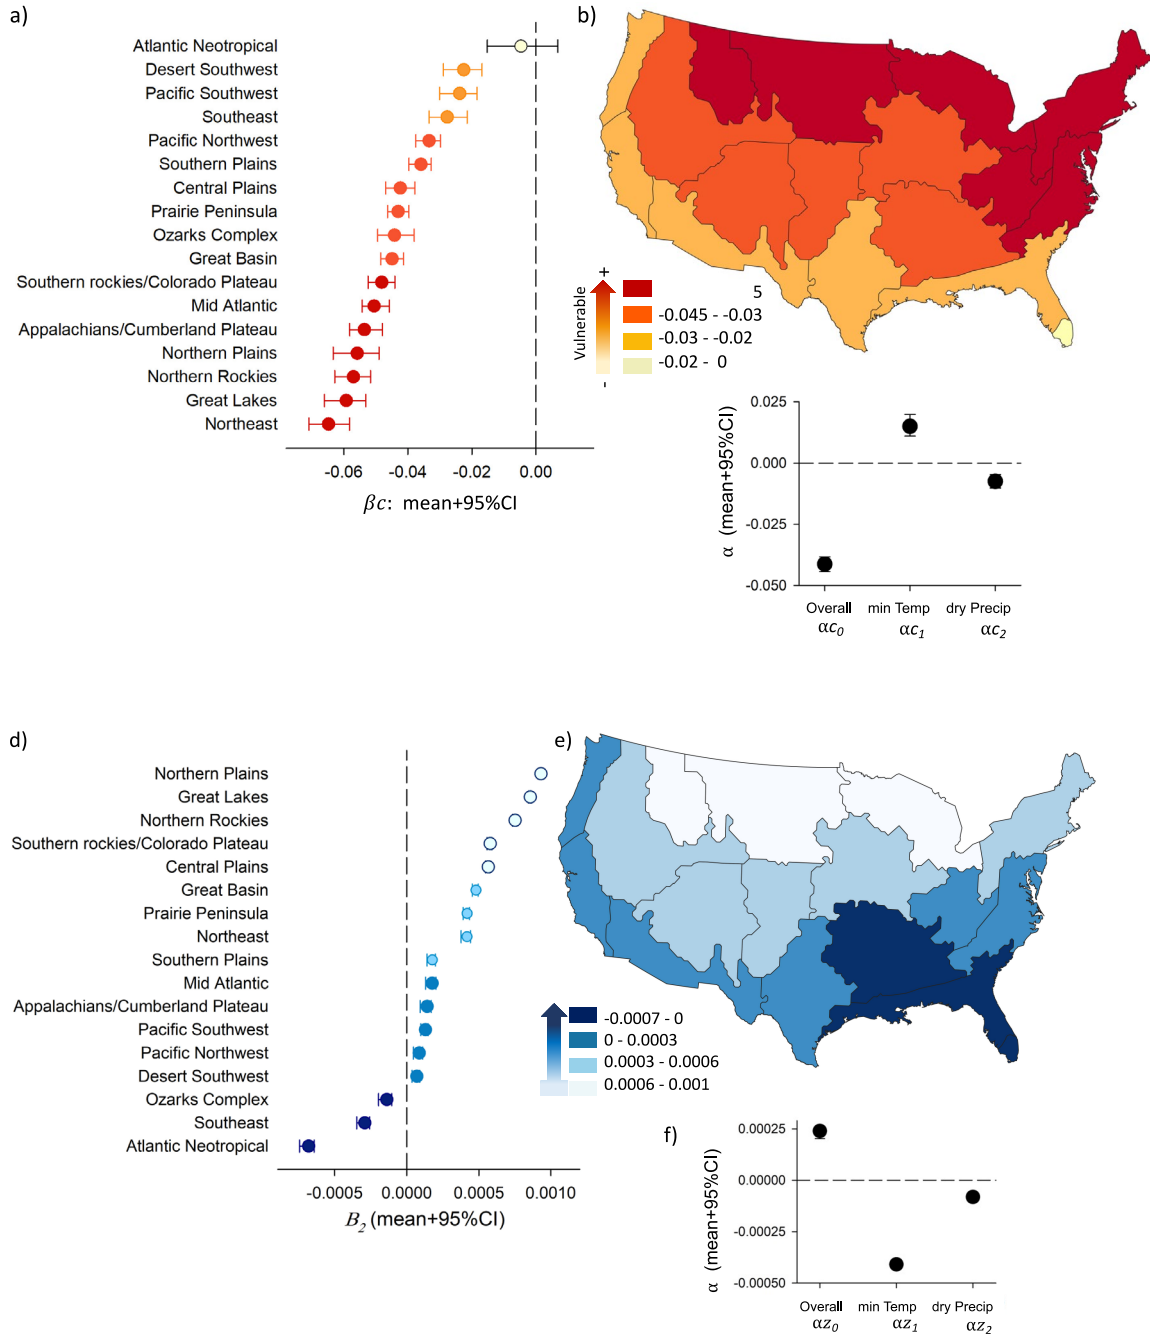 a)
Atlantic Neotropical
Desert Southwest
Pacific Southwest
Southeast
Pacific Northwest
Southern Plains
Central Plains
Prairie Peninsula
Ozarks Complex
Great Basin
Southern rockies/Colorado Plateau
Mid Atlantic
Appalachians/Cumberland Plateau
Northern Plains
Northern Rockies
Great Lakes
Northeast
-0.06 -0.04 -0.02 0.00
βc: mean+95%CI
b)
+
Vulnerable
-
5
-0.045 - -0.03
-0.03 - -0.02
-0.02 - 0
0.025
0.000
-0.025
-0.050
α (mean+95%CI)
Overall min Temp dry Precip
αc0 αc1 αc2
d)
Northern Plains
Great Lakes
Northern Rockies
Southern rockies/Colorado Plateau
Central Plains
Great Basin
Prairie Peninsula
Northeast
Southern Plains
Mid Atlantic
Appalachians/Cumberland Plateau
Pacific Southwest
Pacific Northwest
Desert Southwest
Ozarks Complex
Southeast
Atlantic Neotropical
-0.0005 0.0000 0.0005 0.0010
B2 (mean+95%CI)
e)
-0.0007 - 0
0 - 0.0003
0.0003 - 0.0006
0.0006 - 0.001
f)
0.00025
0.00000
-0.00025
-0.00050
α (mean+95%CI)
Overall min Temp dry Precip
αz0 αz1 αz2